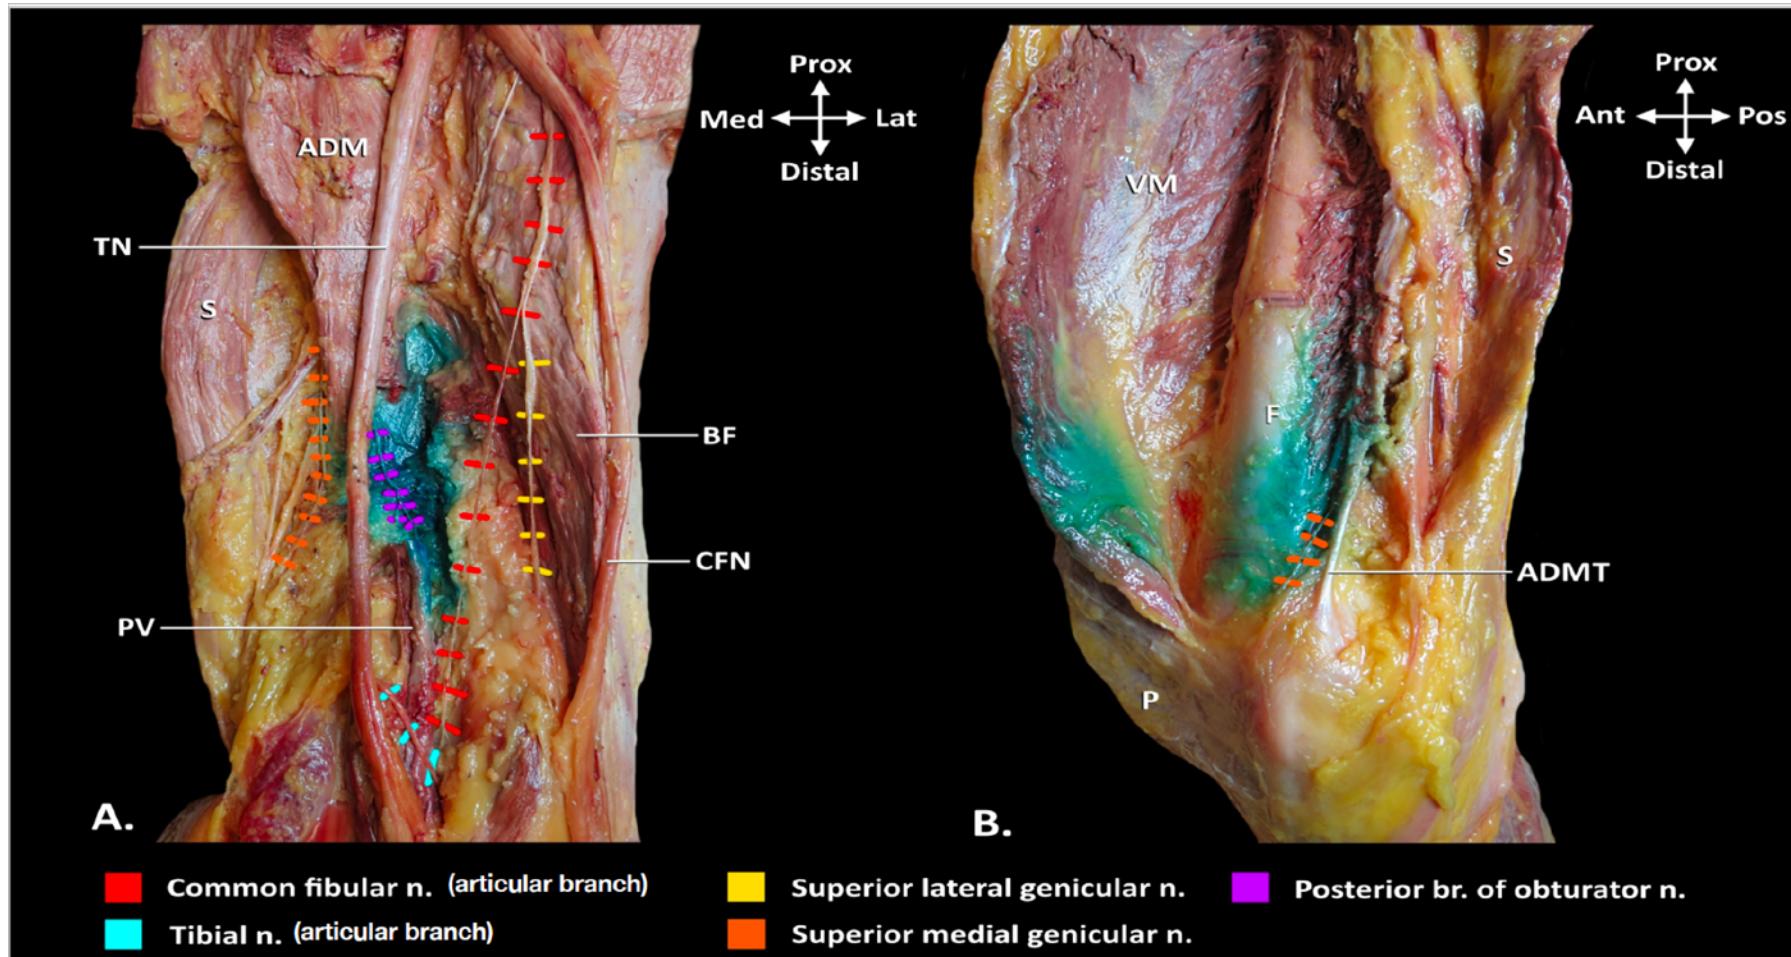 Prox
Med
Lat
Distal
ADM
TN
S
BF
CFN
PV
A.
Prox
Ant
Pos
Distal
VM
S
F
ADMT
P
B.
Common fibular n. (articular branch)
Tibial n. (articular branch)
Superior lateral genicular n.
Superior medial genicular n.
Posterior br. of obturator n.